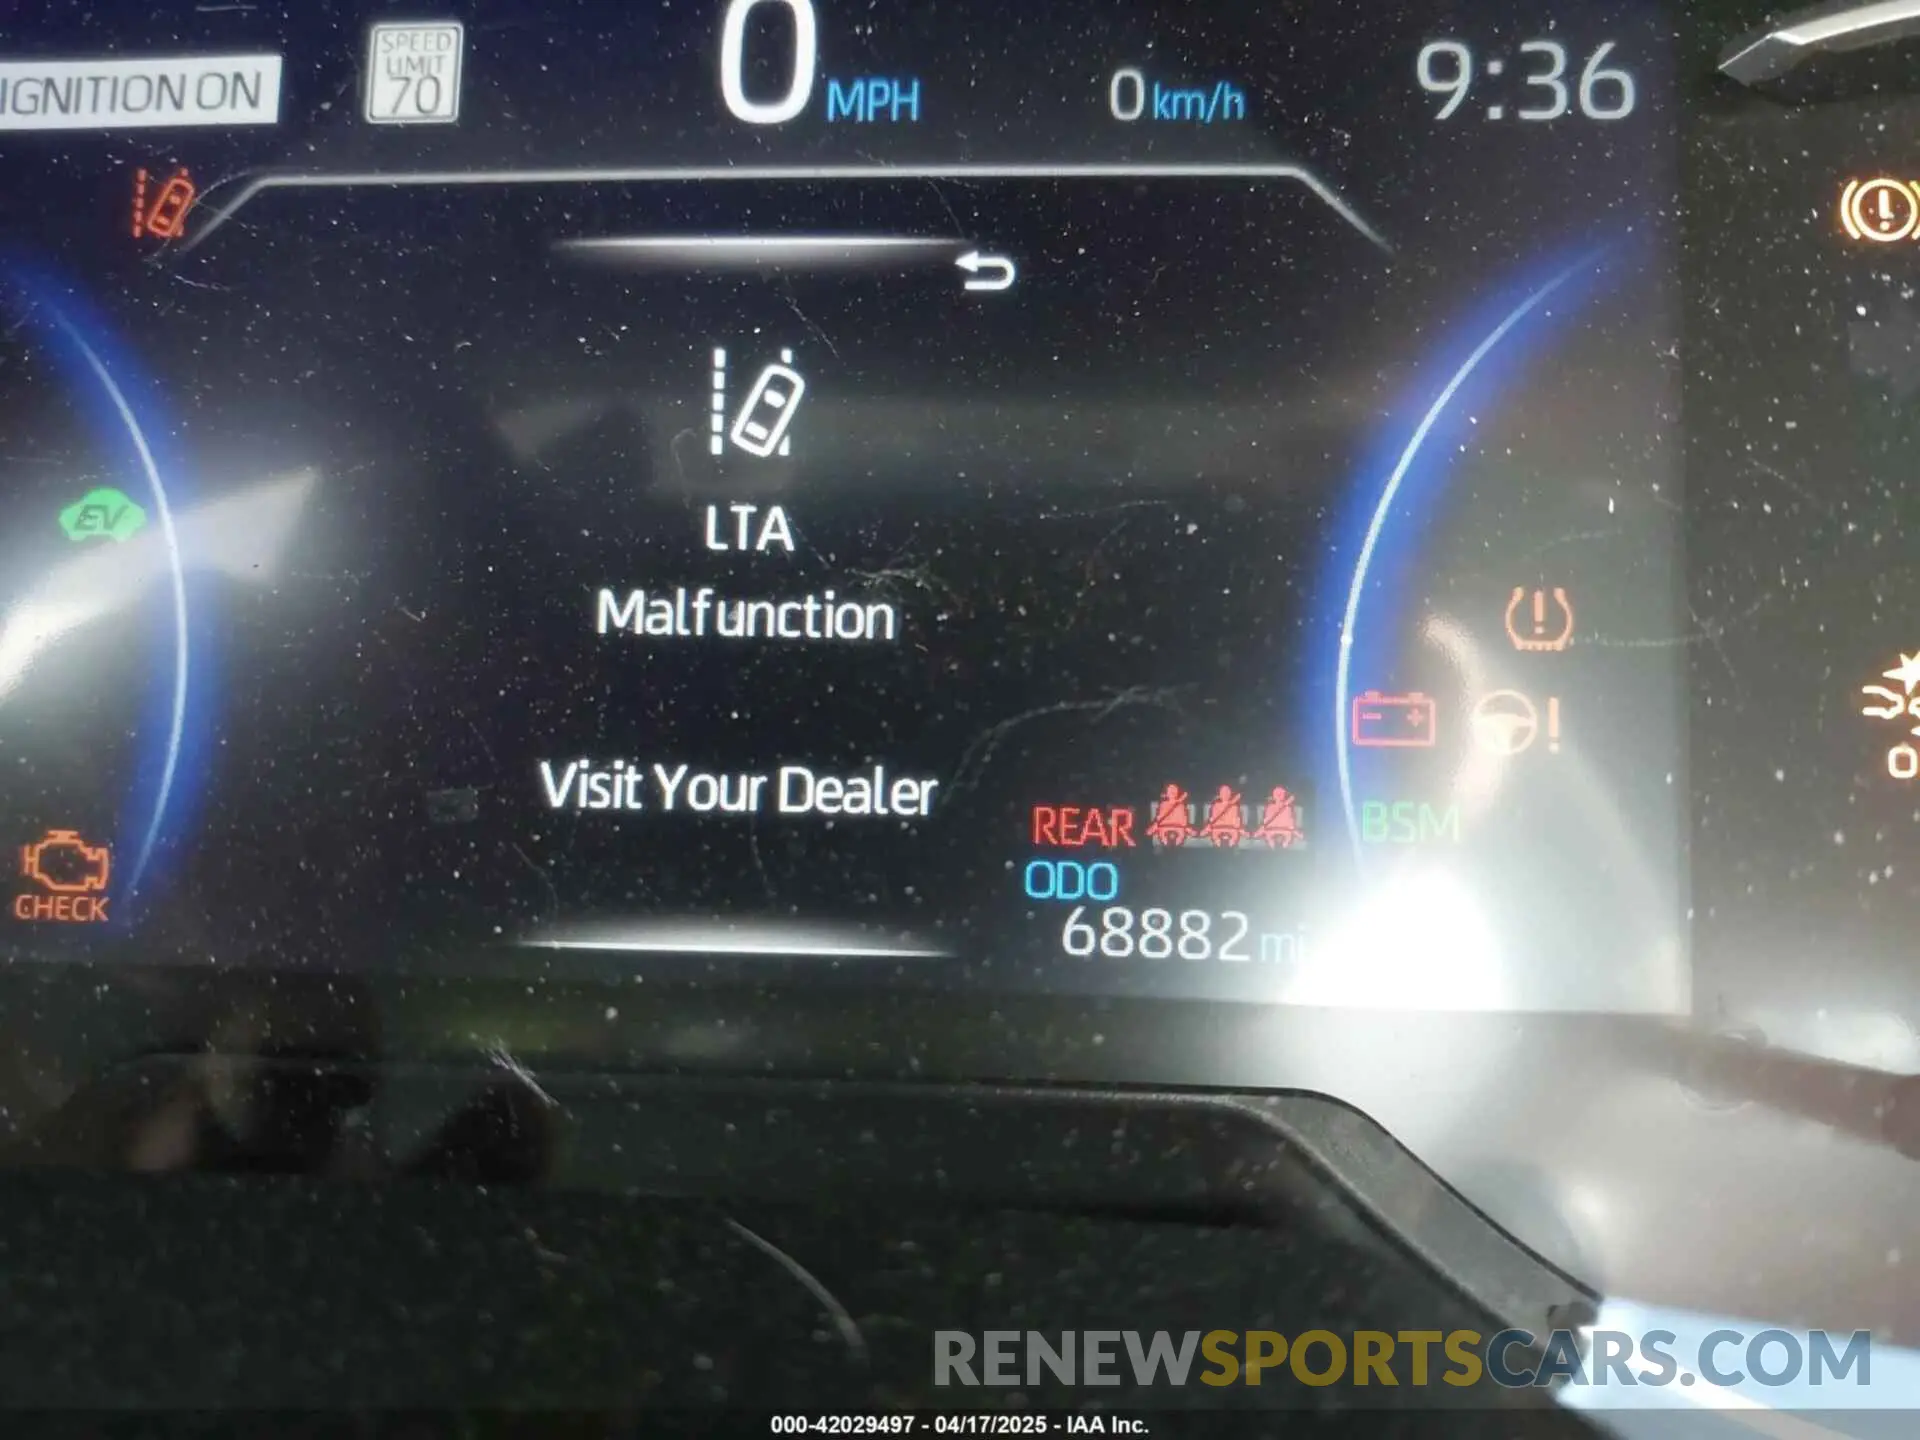 IGNITION ON
SPEED
LIMIT
70
0 MPH
0 km/h
9:36
LTA
Malfunction
Visit Your Dealer
EV
CHECK
REAR
BSM
ODO
68882 mi
RENEWSPORTSCARS.COM
000-42029497 - 04/17/2025 - IAA Inc.